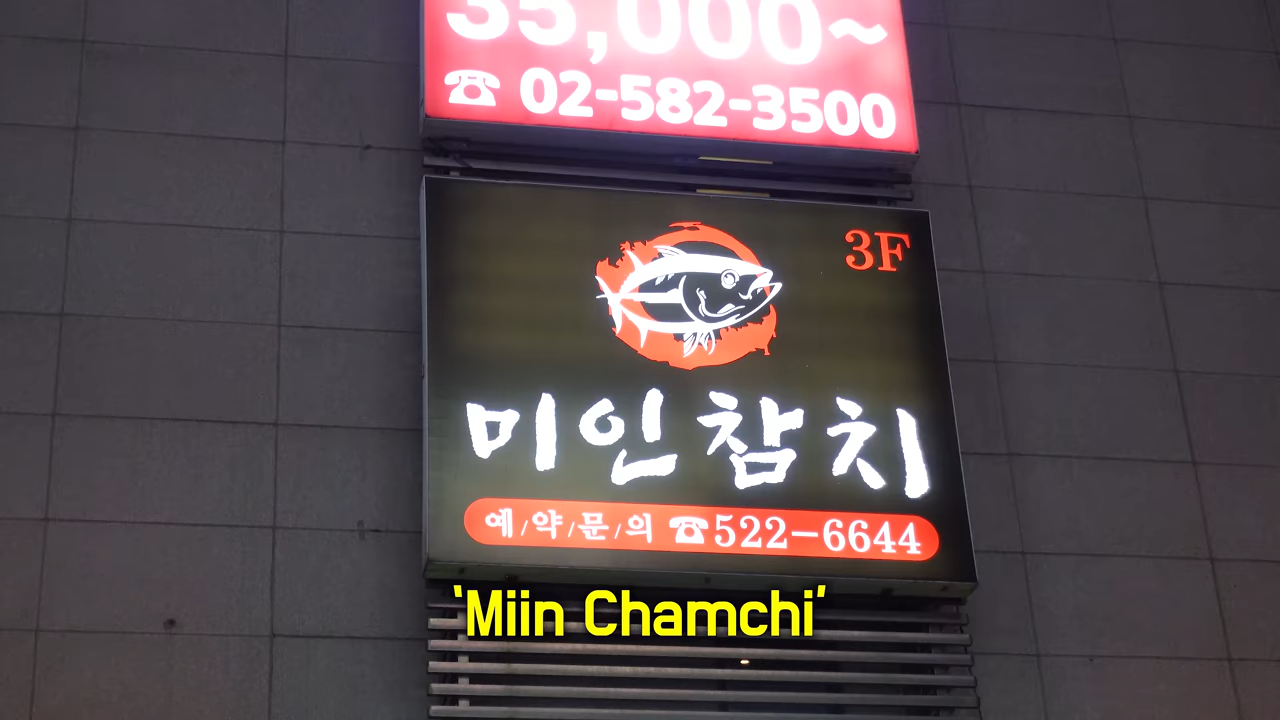 35,000~
☎ 02-582-3500
3F
미인참치
예/약/문/의 ☎522-6644
‘Miin Chamchi’